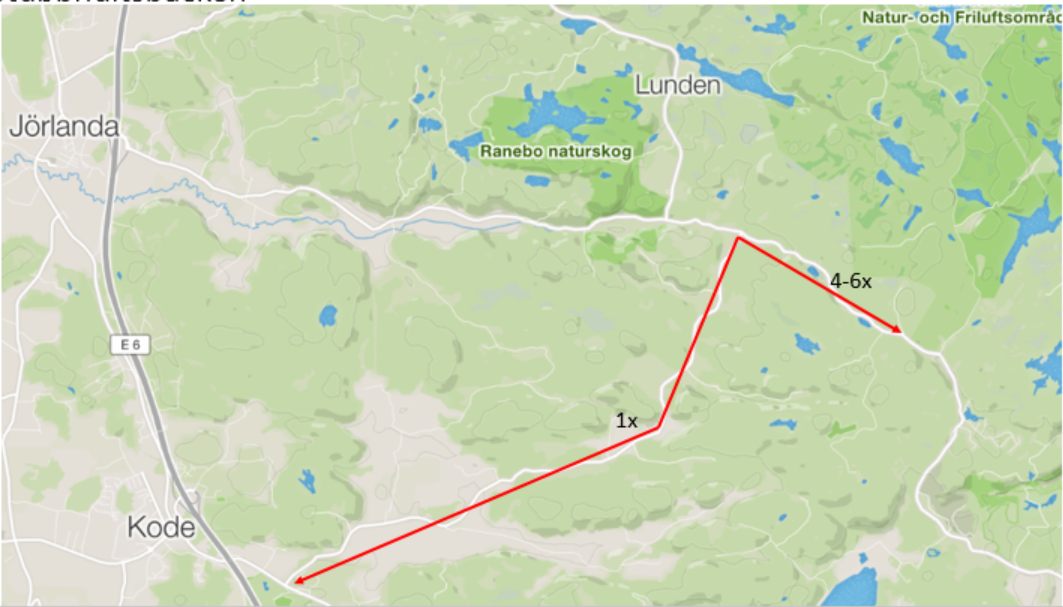 Natur- och Friluftsområd
Lunden
Jörlanda
Ranebo naturskog
4-6x
E 6
1x
Kode